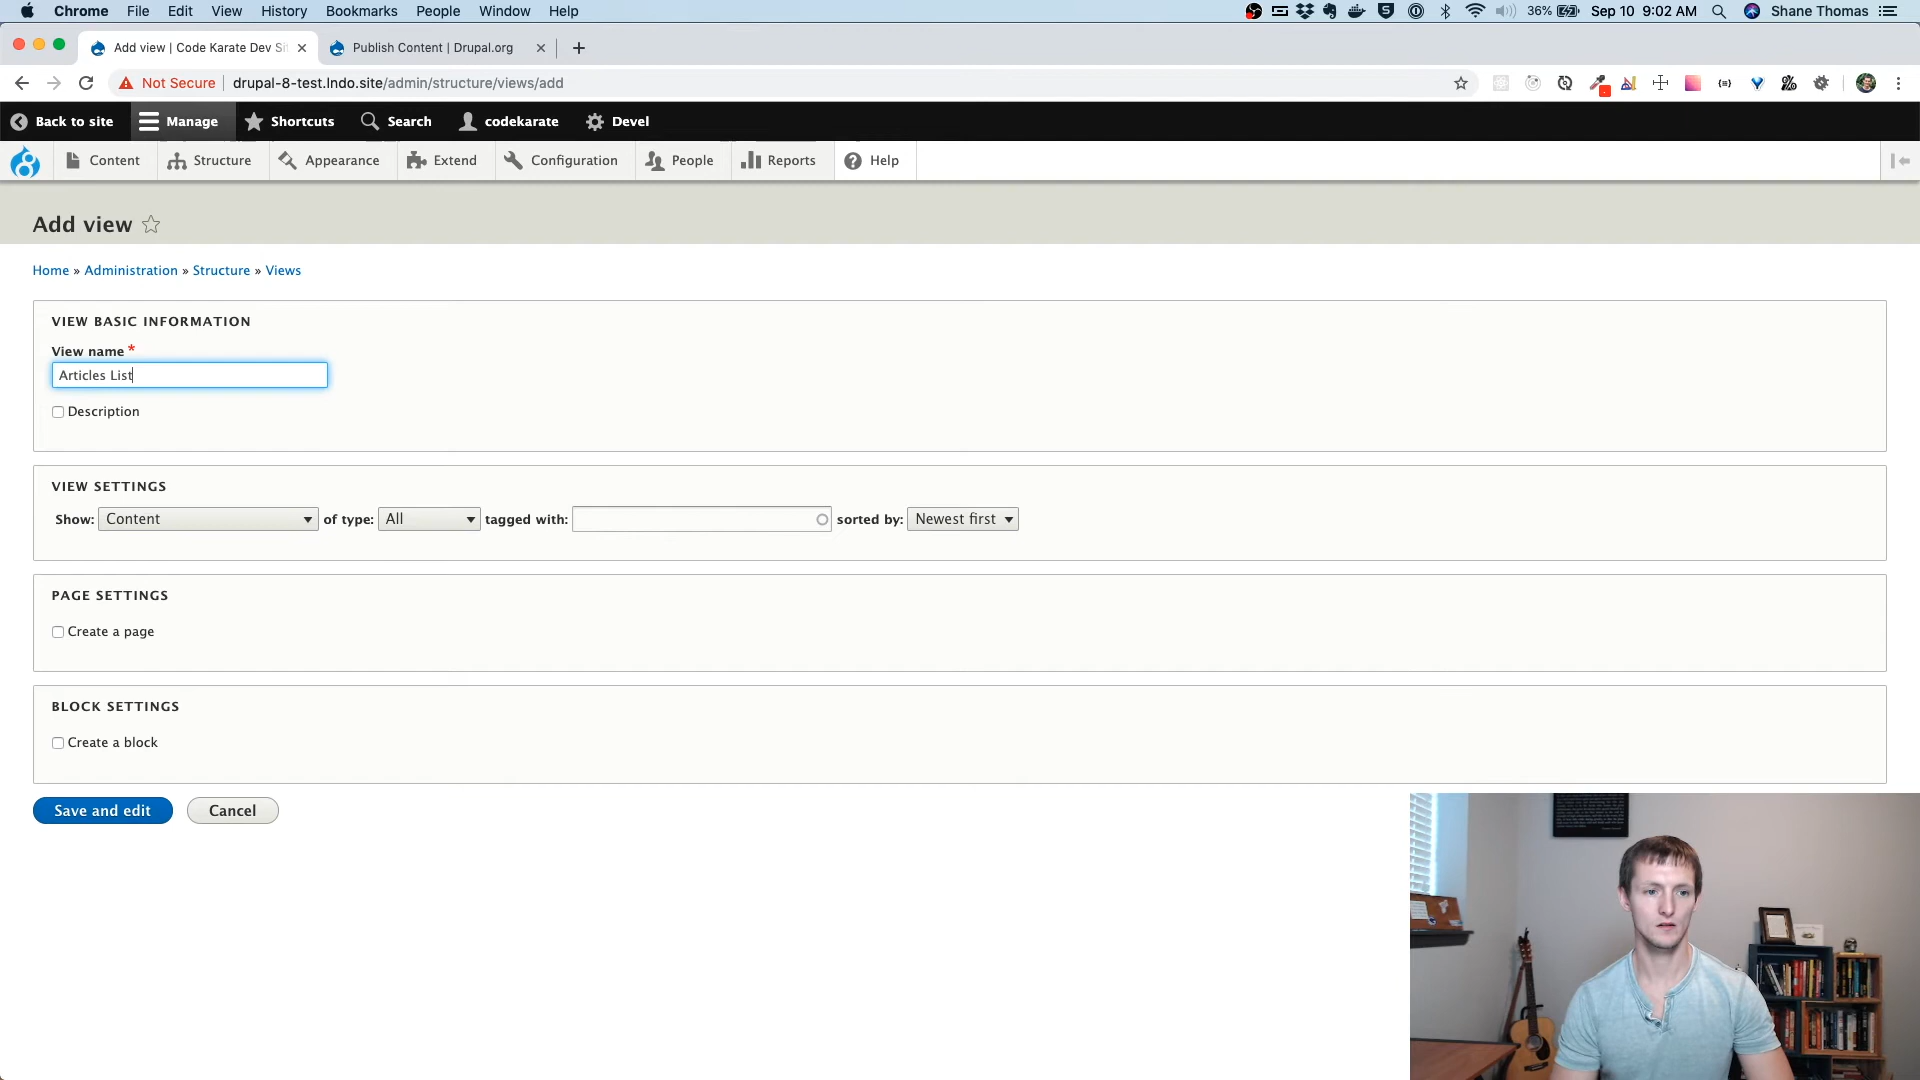 Chrome File Edit View History Bookmarks People Window Help 36% Sep 10 9:02 AM Shane Thomas
Add view | Code Karate Dev Si Publish Content | Drupal.org
Not Secure drupal-8-test.lndo.site/admin/structure/views/add
Back to site Manage Shortcuts Search codekarate Devel
Content Structure Appearance Extend Configuration People Reports Help
Add view
Home » Administration » Structure » Views
VIEW BASIC INFORMATION
View name *
Articles List
Description
VIEW SETTINGS
Show: Content of type: All tagged with: sorted by: Newest first
PAGE SETTINGS
Create a page
BLOCK SETTINGS
Create a block
Save and edit Cancel